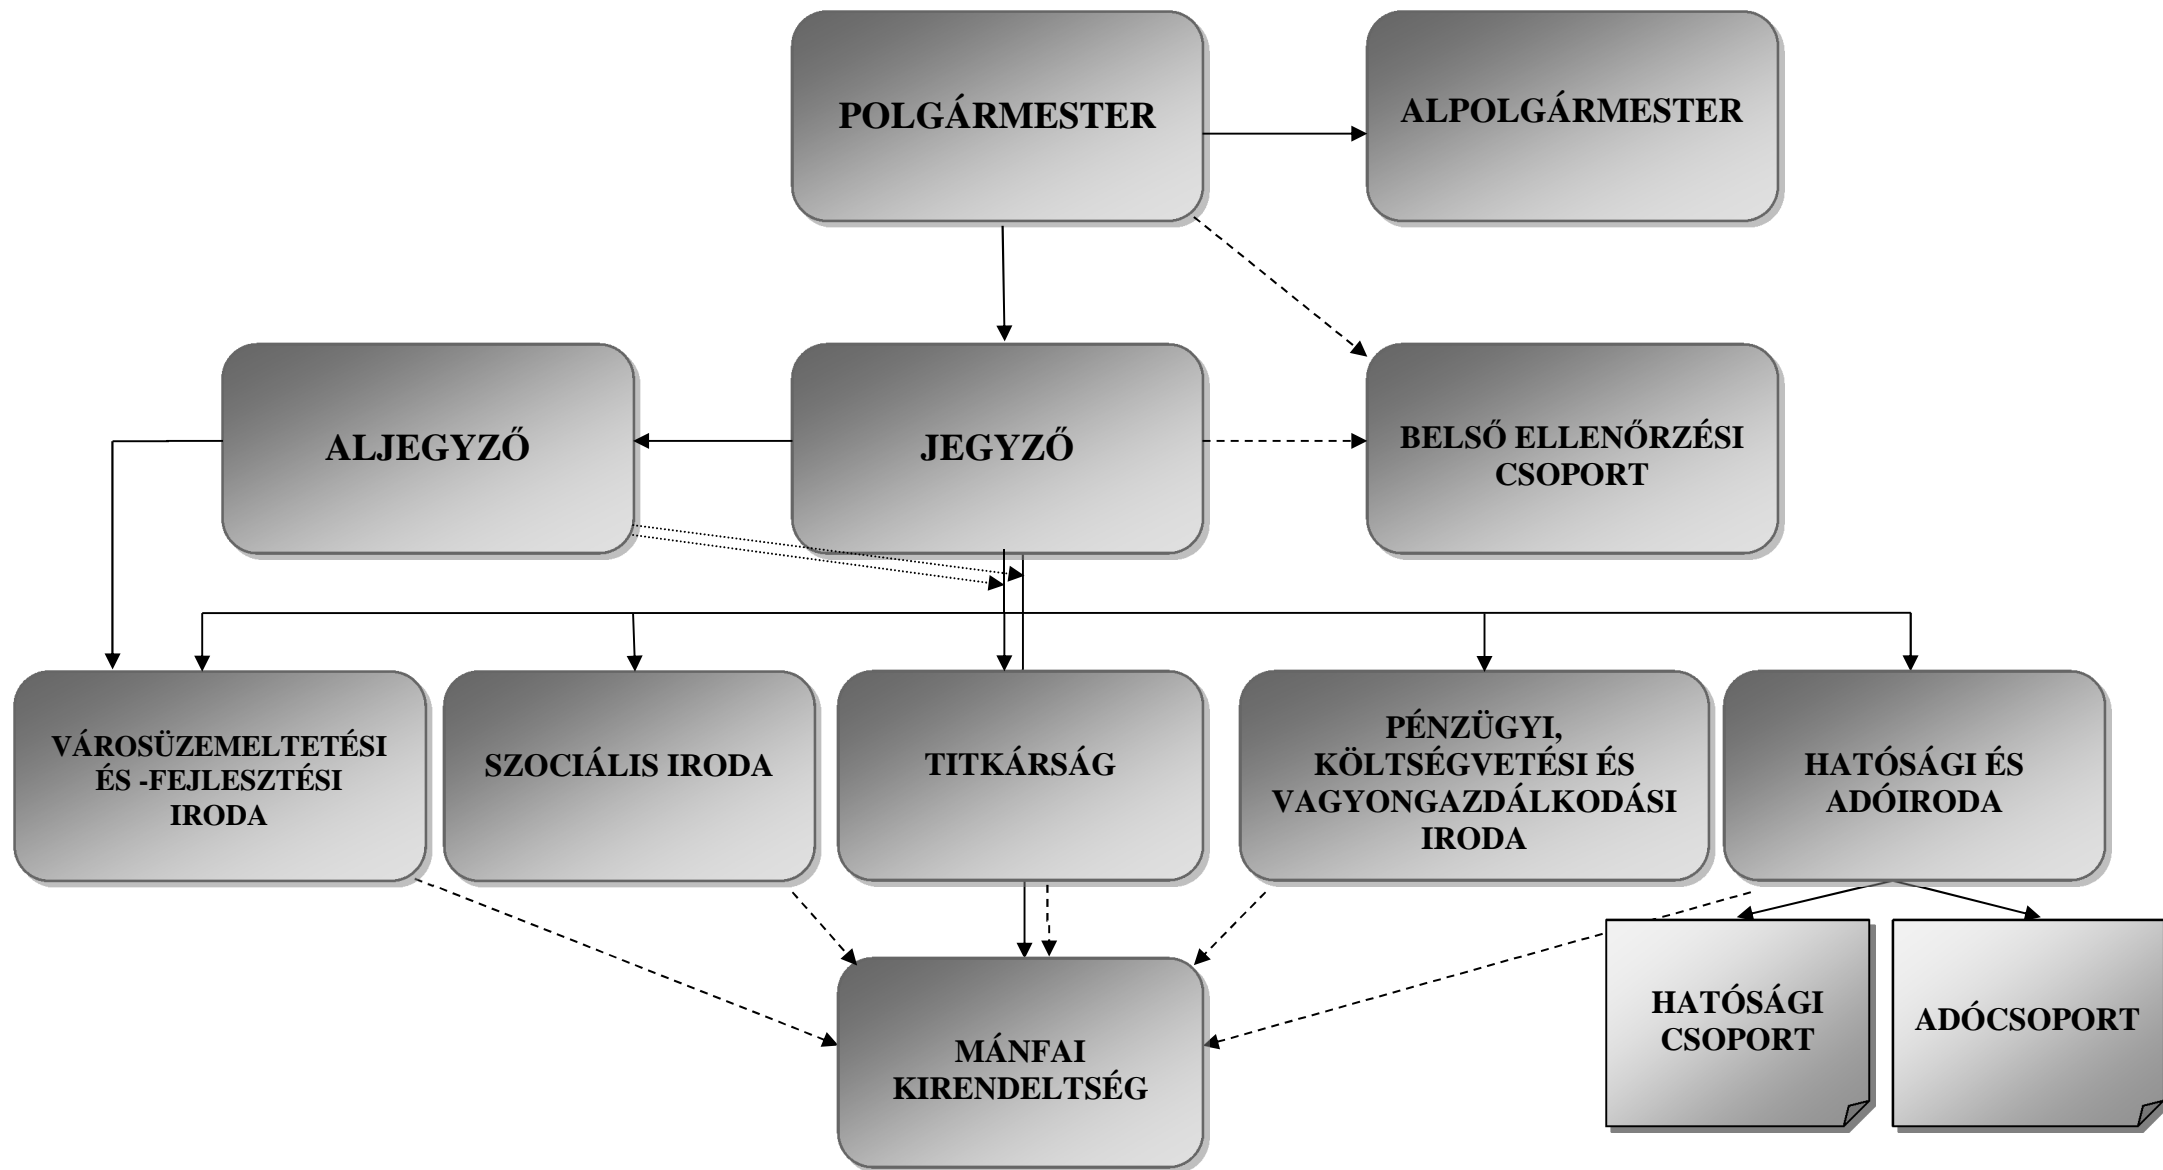 POLGÁRMESTER
ALPOLGÁRMESTER
ALJEGYZŐ
JEGYZŐ
BELSŐ ELLENŐRZÉSI
CSOPORT
VÁROSÜZEMELTETÉSI
ÉS -FEJLESZTÉSI
IRODA
SZOCIÁLIS IRODA
TITKÁRSÁG
PÉNZÜGYI,
KÖLTSÉGVETÉSI ÉS
VAGYONGAZDÁLKODÁSI
IRODA
HATÓSÁGI ÉS
ADÓIRODA
MÁNFAI
KIRENDELTSÉG
HATÓSÁGI
CSOPORT
ADÓCSOPORT